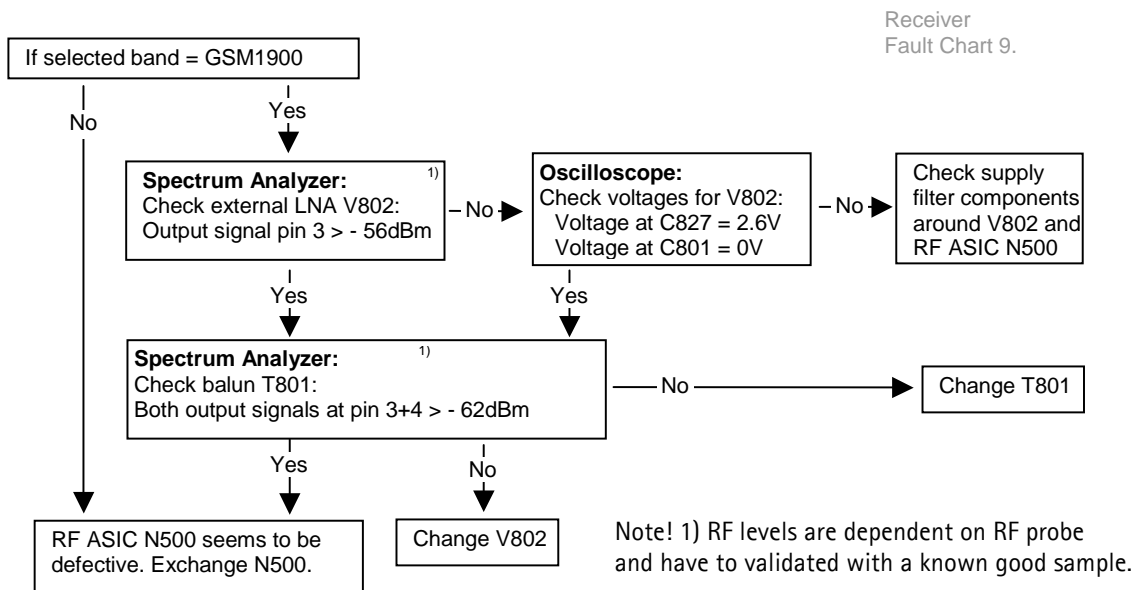 Receiver
Fault Chart 9.
If selected band = GSM1900
No
Yes
Spectrum Analyzer: 1)
Check external LNA V802:
Output signal pin 3 > - 56dBm
No
Oscilloscope:
Check voltages for V802:
Voltage at C827 = 2.6V
Voltage at C801 = 0V
No
Check supply
filter components
around V802 and
RF ASIC N500
Yes
Yes
Spectrum Analyzer: 1)
Check balun T801:
Both output signals at pin 3+4 > - 62dBm
No
Change T801
Yes
No
RF ASIC N500 seems to be
defective. Exchange N500.
Change V802
Note! 1) RF levels are dependent on RF probe
and have to validated with a known good sample.